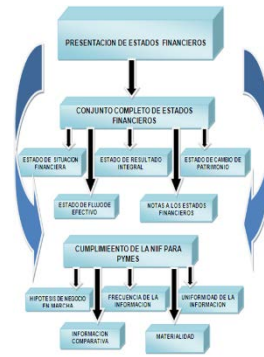 PRESENTACION DE ESTADOS FINANCIEROS
CONJUNTO COMPLETO DE ESTADOS
FINANCIEROS
ESTADO DE SITUACION
FINANCIERA
ESTADO DE RESULTADO
INTEGRAL
ESTADO DE CAMBIO DE
PATRIMONIO
ESTADO DE FLUJO DE
EFECTIVO
NOTAS A LOS ESTADOS
FINANCIEROS
CUMPLIMEENTO DE LA NIIF PARA
PYMES
HIPOTESIS DE NEGOCIO
EN MARCHA
FRECUENCIA DE LA
INFORMACION
UNIFORMIDAD DE LA
INFORMACION
INFORMACION
COMPARATIVA
MATERIALIDAD